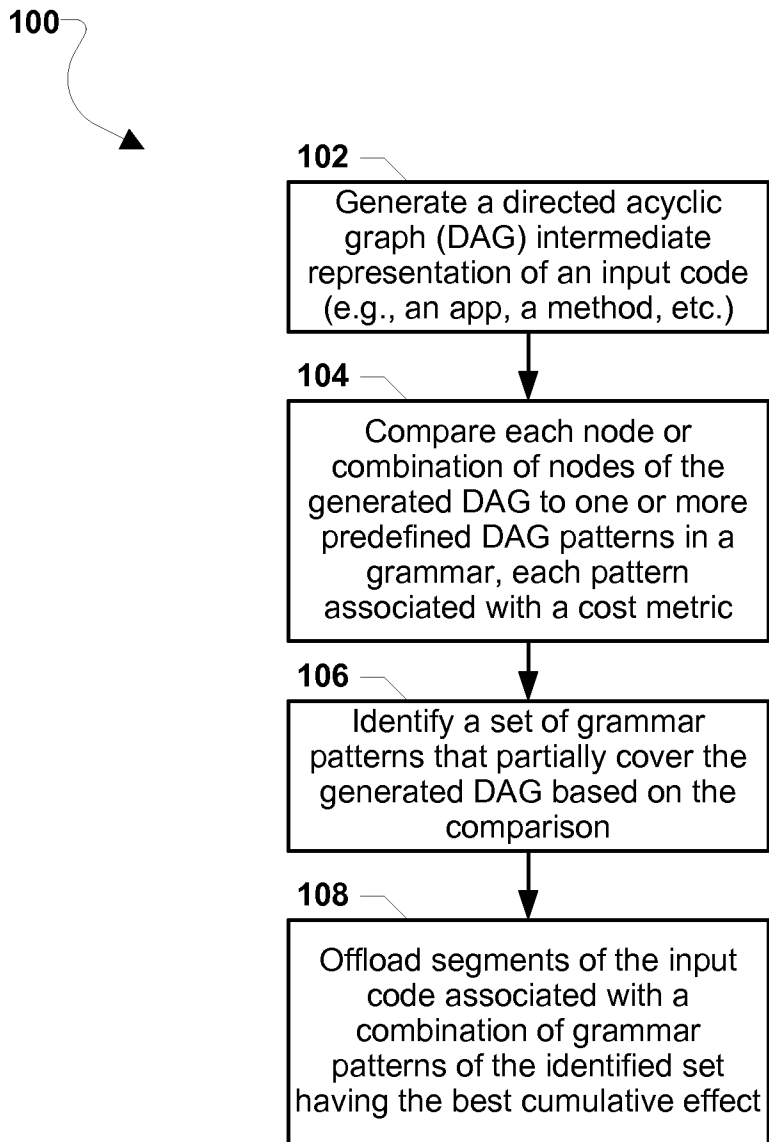 100
102
Generate a directed acyclic
graph (DAG) intermediate
representation of an input code
(e.g., an app, a method, etc.)
104
Compare each node or
combination of nodes of the
generated DAG to one or more
predefined DAG patterns in a
grammar, each pattern
associated with a cost metric
106
Identify a set of grammar
patterns that partially cover the
generated DAG based on the
comparison
108
Offload segments of the input
code associated with a
combination of grammar
patterns of the identified set
having the best cumulative effect